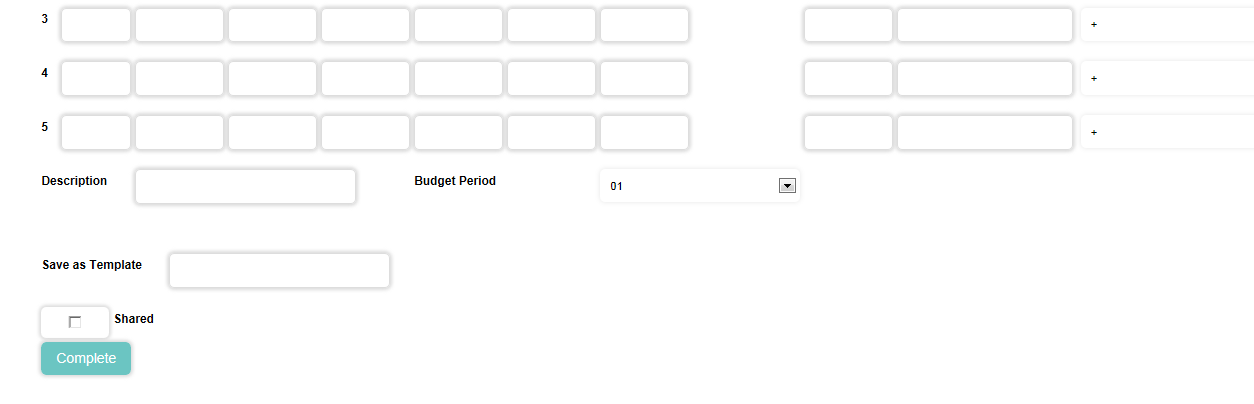 3 +
4 +
5 +
Description Budget Period 01
Save as Template
Shared
Complete